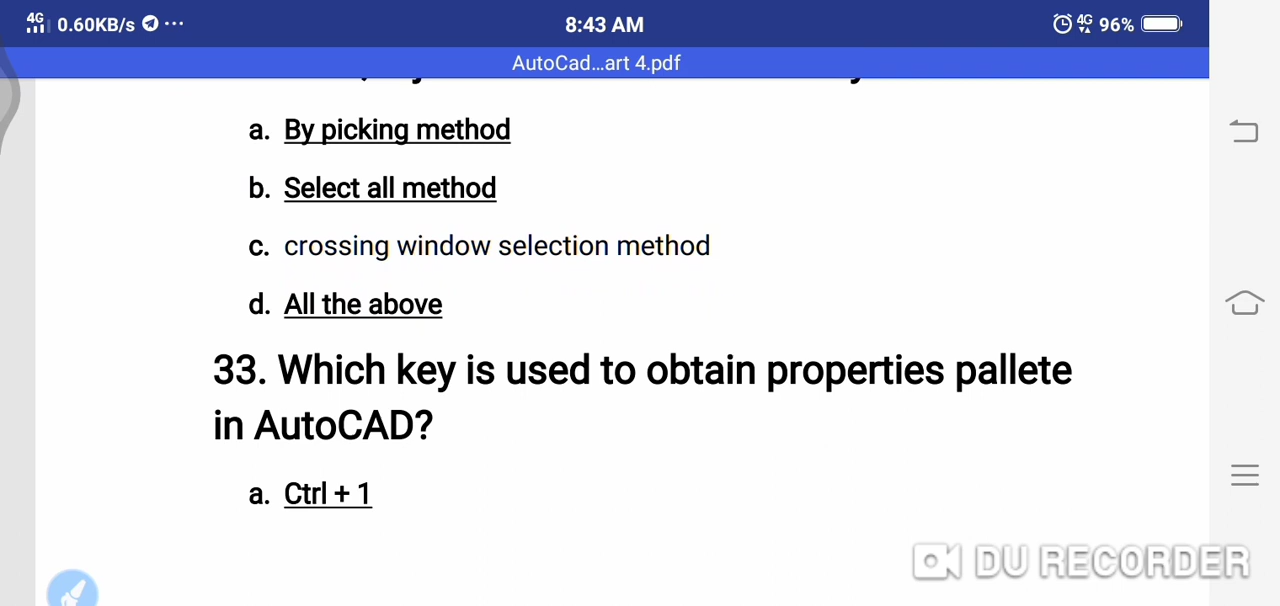 4G 0.60KB/s ... 8:43 AM 4G 96%
AutoCad...art 4.pdf
a. By picking method
b. Select all method
c. crossing window selection method
d. All the above
33. Which key is used to obtain properties pallete
in AutoCAD?
a. Ctrl + 1
DU RECORDER